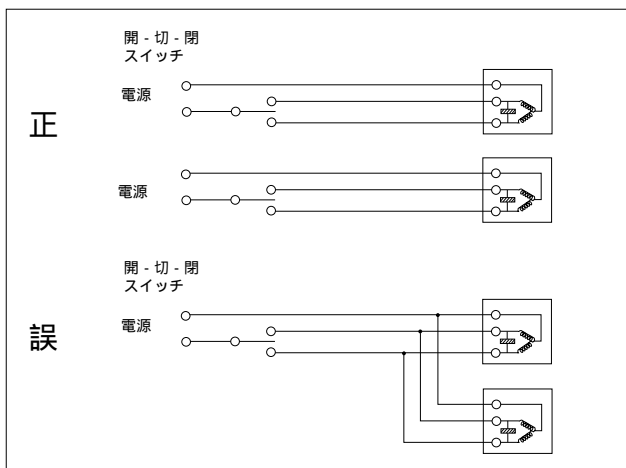 開 - 切 - 閉
スイッチ
電源
正
電源
開 - 切 - 閉
スイッチ
電源
誤